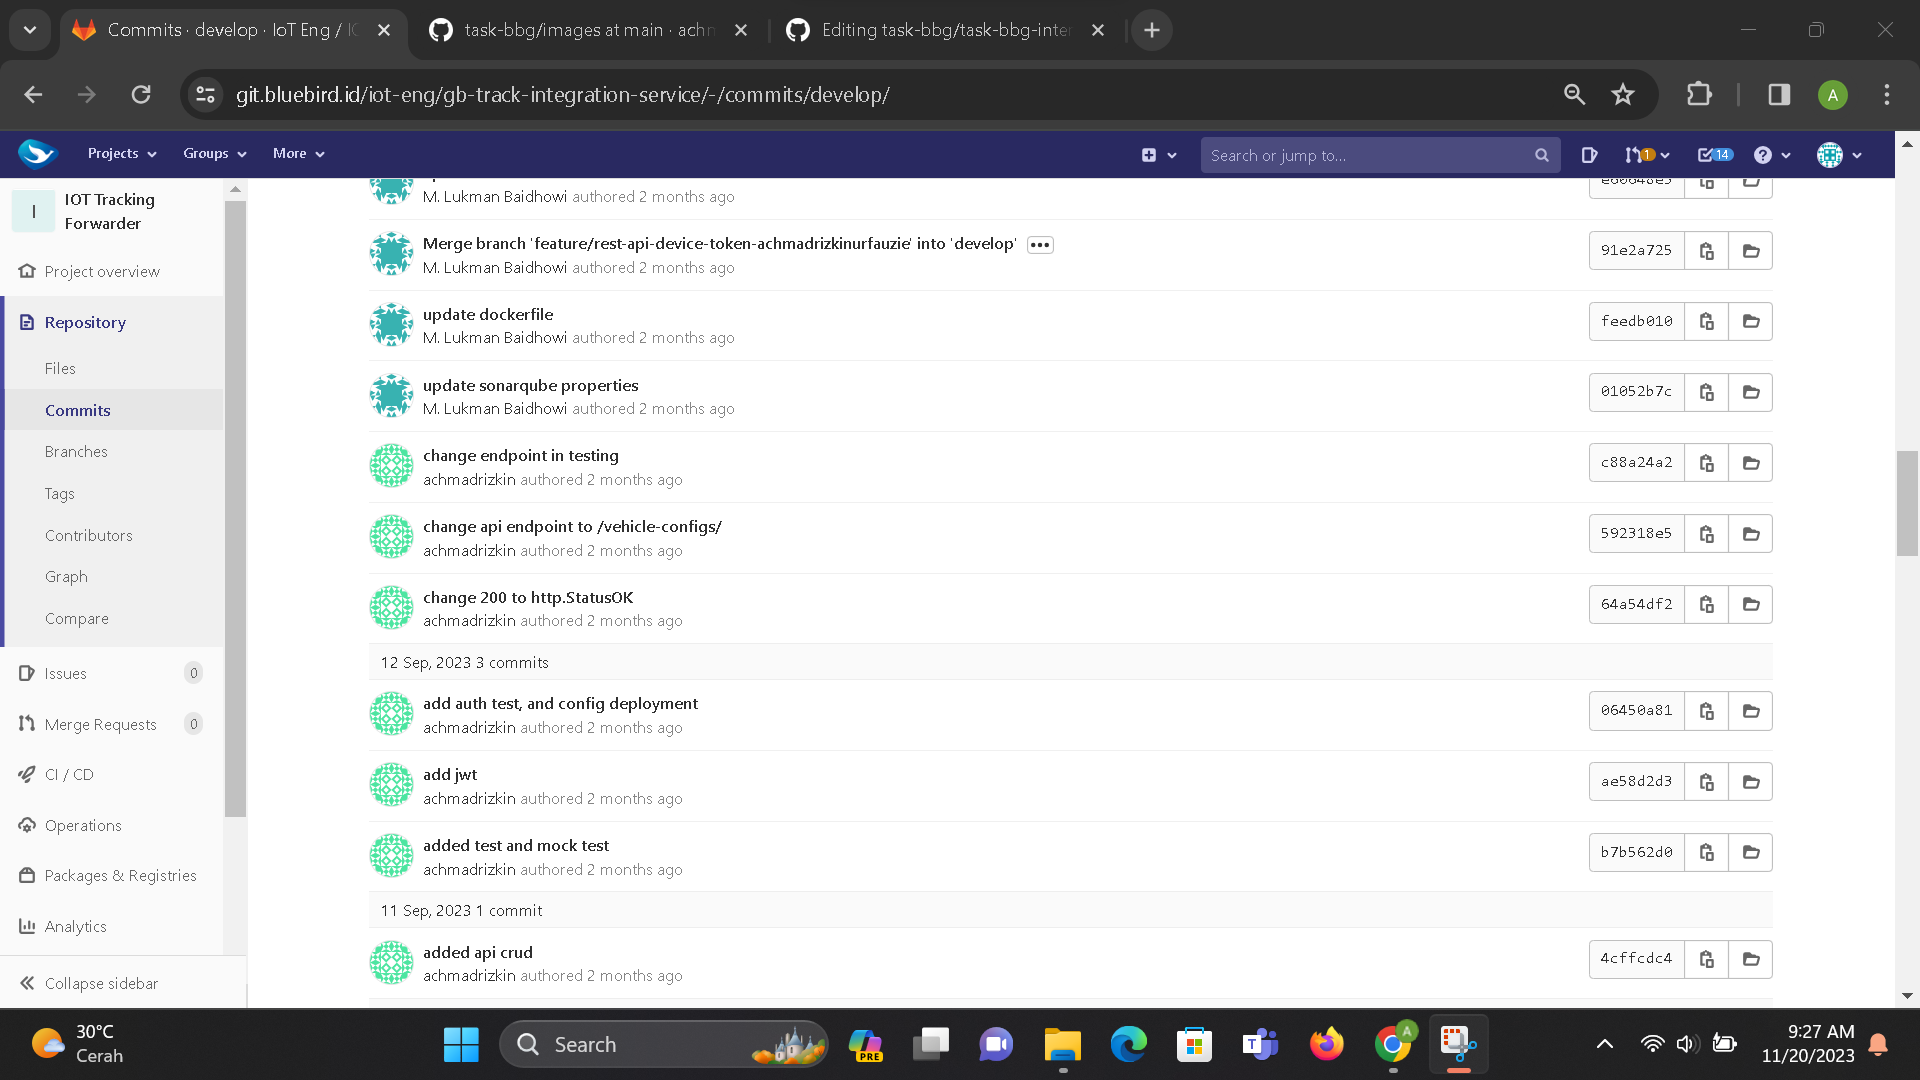 Commits · develop · IoT Eng /
task-bbg/images at main · achm
Editing task-bbg/task-bbg-inter
git.bluebird.id/iot-eng/gb-track-integration-service/-/commits/develop/
A
Projects
Groups
More
Search or jump to...
1
14
I
IOT Tracking
Forwarder
Project overview
Repository
Files
Commits
Branches
Tags
Contributors
Graph
Compare
Issues
0
Merge Requests
0
CI / CD
Operations
Packages & Registries
Analytics
Collapse sidebar
M. Lukman Baidhowi authored 2 months ago
e60648e5
Merge branch 'feature/rest-api-device-token-achmadrizkinurfauzie' into 'develop'
M. Lukman Baidhowi authored 2 months ago
91e2a725
update dockerfile
M. Lukman Baidhowi authored 2 months ago
feedb010
update sonarqube properties
M. Lukman Baidhowi authored 2 months ago
01052b7c
change endpoint in testing
achmadrizkin authored 2 months ago
c88a24a2
change api endpoint to /vehicle-configs/
achmadrizkin authored 2 months ago
592318e5
change 200 to http.StatusOK
achmadrizkin authored 2 months ago
64a54df2
12 Sep, 2023 3 commits
add auth test, and config deployment
achmadrizkin authored 2 months ago
06450a81
add jwt
achmadrizkin authored 2 months ago
ae58d2d3
added test and mock test
achmadrizkin authored 2 months ago
b7b562d0
11 Sep, 2023 1 commit
added api crud
achmadrizkin authored 2 months ago
4cffcdc4
30°C
Cerah
Search
PRE
A
9:27 AM
11/20/2023